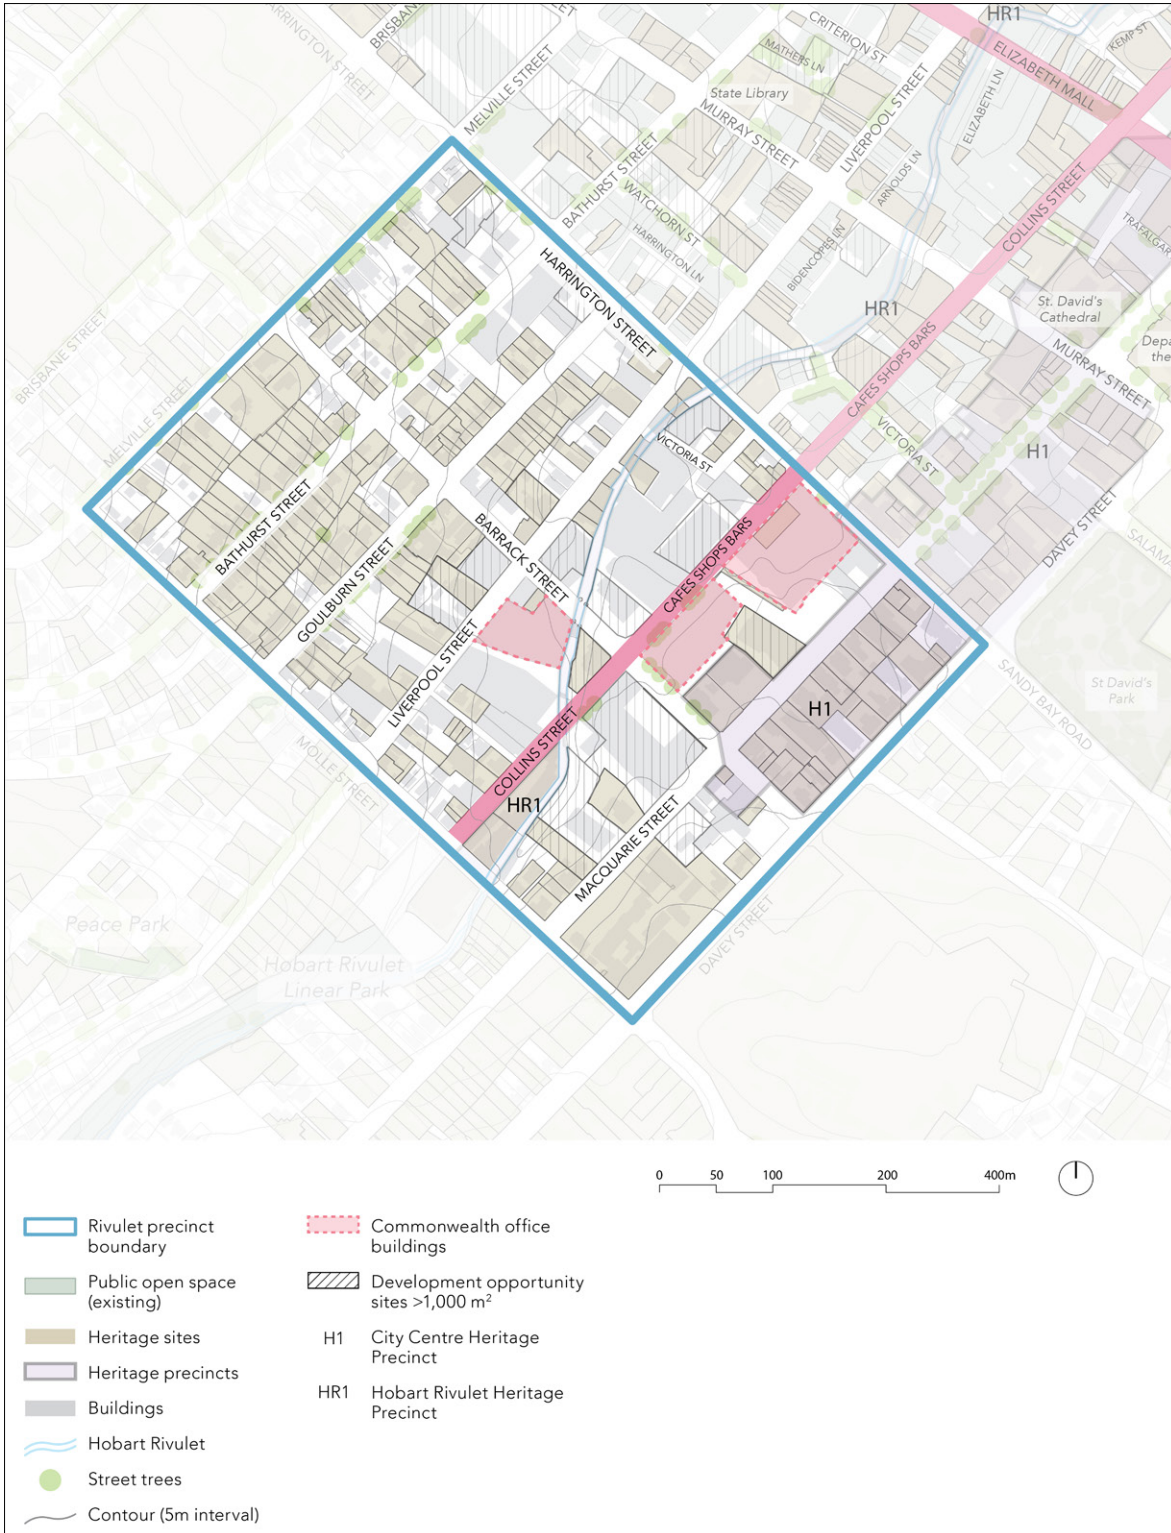 HR1
BRISBANE
HARRINGTON STREET
MELVILLE STREET
CRITERION ST
MATHERS LN
KEMP ST
ELIZABETH MALL
State Library
MURRAY STREET
LIVERPOOL STREET
ELIZABETH LN
ARNOLDS LN
BATHURST STREET
WATCHORN ST
HARRINGTON LN
BIDENCOPES LN
COLLINS STREET
TRAFALGAR
HARRINGTON STREET
HR1
St. David's
Cathedral
Depa
the
MURRAY STREET
BRISBANE STREET
MELVILLE STREET
CAFES SHOPS BARS
VICTORIA ST
VICTORIA ST
H1
DAVEY STREET
SALAMA
BATHURST STREET
GOULBURN STREET
BARRACK STREET
CAFES SHOPS BARS
LIVERPOOL STREET
St David's
Park
SANDY BAY ROAD
H1
MOLLE STREET
COLLINS STREET
HR1
MACQUARIE STREET
DAVEY STREET
Peace Park
Hobart Rivulet
Linear Park
0 50 100 200 400m
Rivulet precinct
boundary
Public open space
(existing)
Heritage sites
Heritage precincts
Buildings
Hobart Rivulet
Street trees
Contour (5m interval)
Commonwealth office
buildings
Development opportunity
sites >1,000 m²
H1 City Centre Heritage
Precinct
HR1 Hobart Rivulet Heritage
Precinct